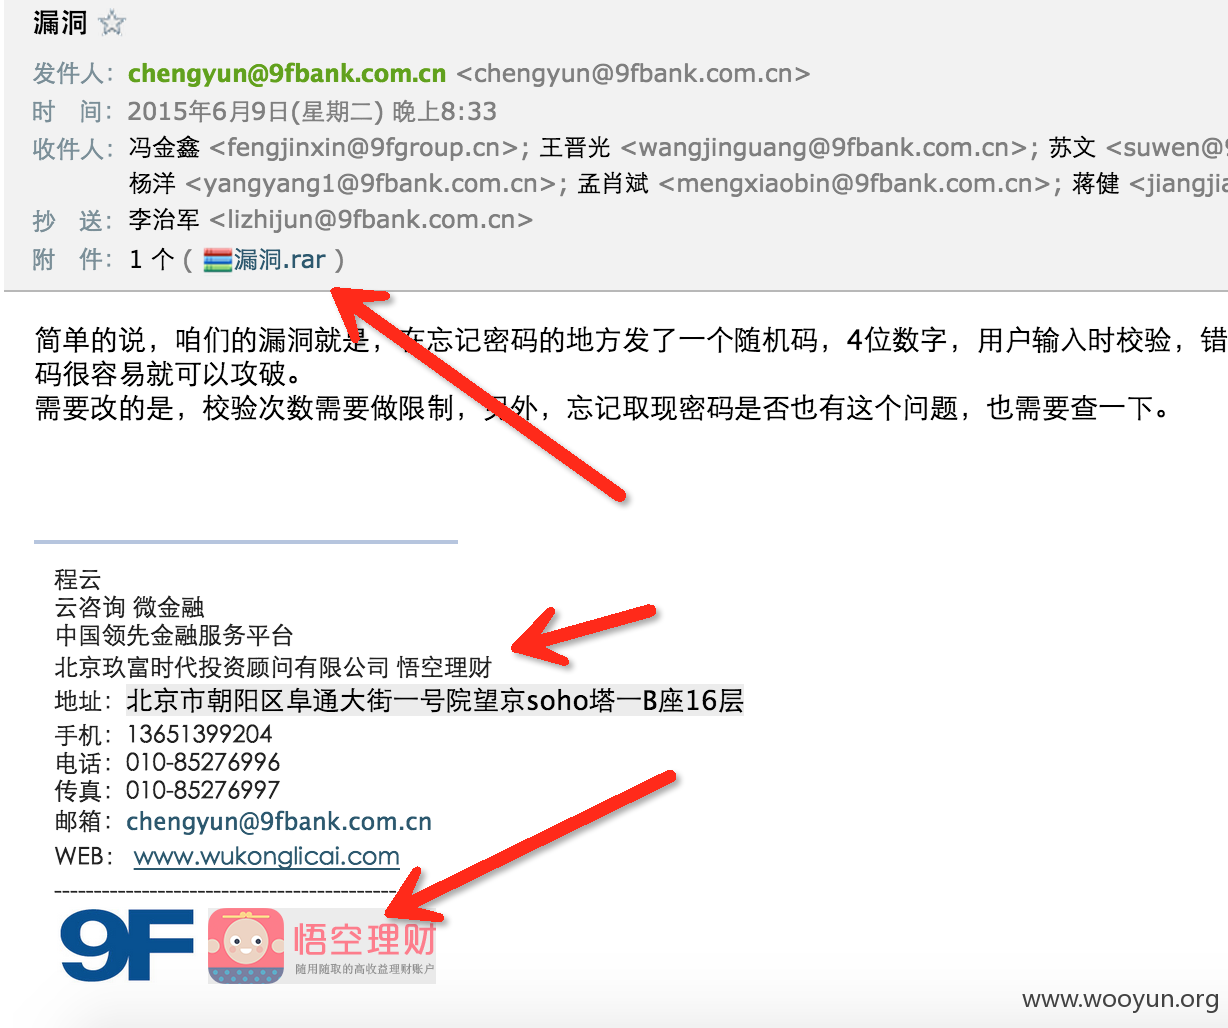 漏洞
发件人：chengyun@9fbank.com.cn <chengyun@9fbank.com.cn>
时 间：2015年6月9日(星期二) 晚上8:33
收件人：冯金鑫 <fengjinxin@9fgroup.cn>; 王晋光 <wangjinguang@9fbank.com.cn>; 苏文 <suwen@9
杨洋 <yangyang1@9fbank.com.cn>; 孟肖斌 <mengxiaobin@9fbank.com.cn>; 蒋健 <jiangjia
抄 送：李治军 <lizhijun@9fbank.com.cn>
附 件：1 个 ( 漏洞.rar )
简单的说，咱们的漏洞就是，在忘记密码的地方发了一个随机码，4位数字，用户输入时校验，错
码很容易就可以攻破。
需要改的是，校验次数需要做限制，另外，忘记取现密码是否也有这个问题，也需要查一下。
程云
云咨询 微金融
中国领先金融服务平台
北京玖富时代投资顾问有限公司 悟空理财
地址：北京市朝阳区阜通大街一号院望京soho塔一B座16层
手机：13651399204
电话：010-85276996
传真：010-85276997
邮箱：chengyun@9fbank.com.cn
WEB： www.wukonglicai.com
------------------------------------------
9F 悟空理财
随用随取的高收益理财账户
www.wooyun.org